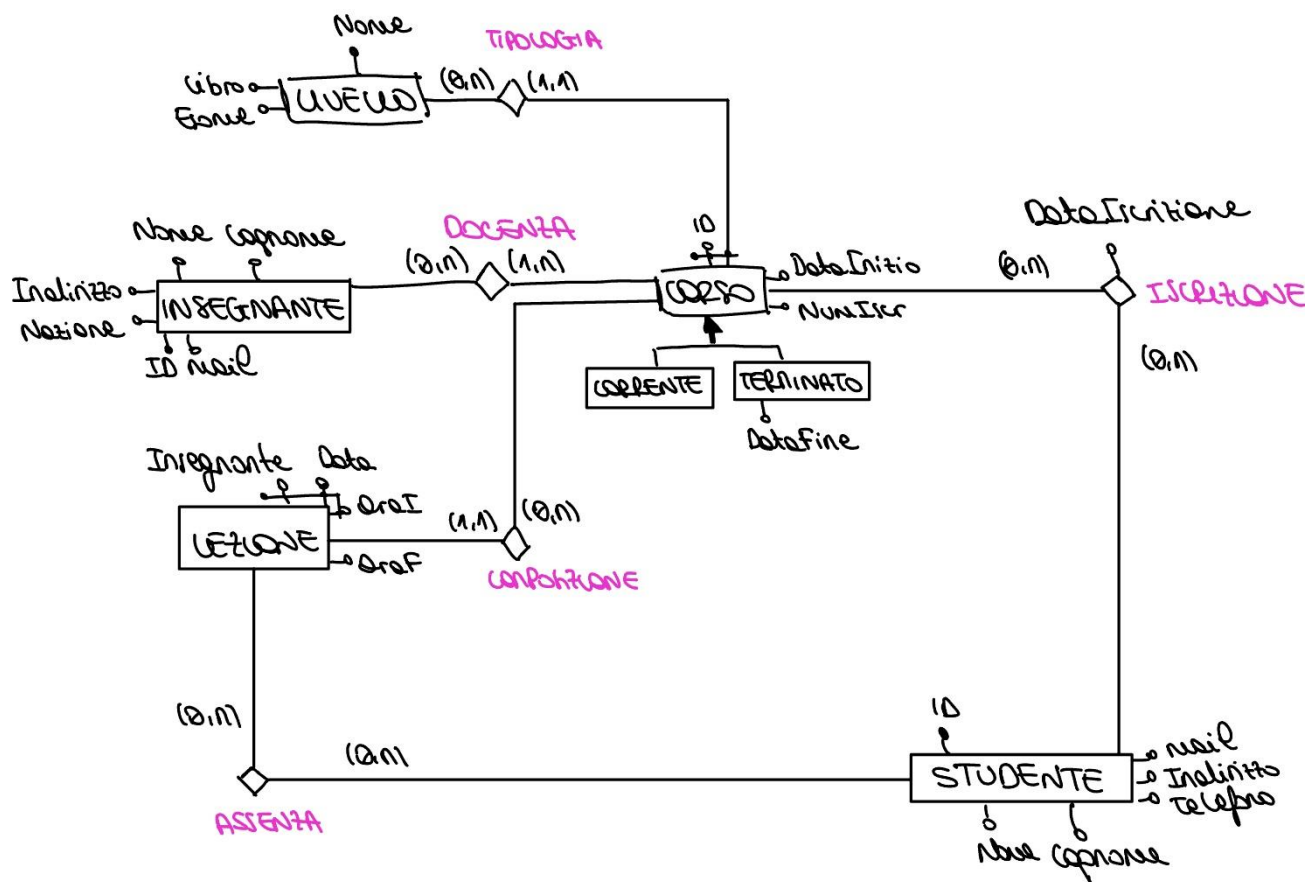 Nome
TIPOLOGIA
Libro
LIVELLO
(0,n)
(1,1)
Esame
DataIscrizione
Nome Cognome
DOCENZA
ID
(0,n)
(1,n)
DataInizio
(0,n)
Indirizzo
INSEGNANTE
CORSO
ISCRIZIONE
Nazione
NumIscr
ID mail
(0,n)
CORRENTE
TERMINATO
DataFine
Insegnante Data
OraI
(1,1)
(0,n)
LEZIONE
OraF
COMPOSIZIONE
(0,n)
(0,n)
ID
mail
STUDENTE
Indirizzo
Telefono
ASSENZA
Nome Cognome